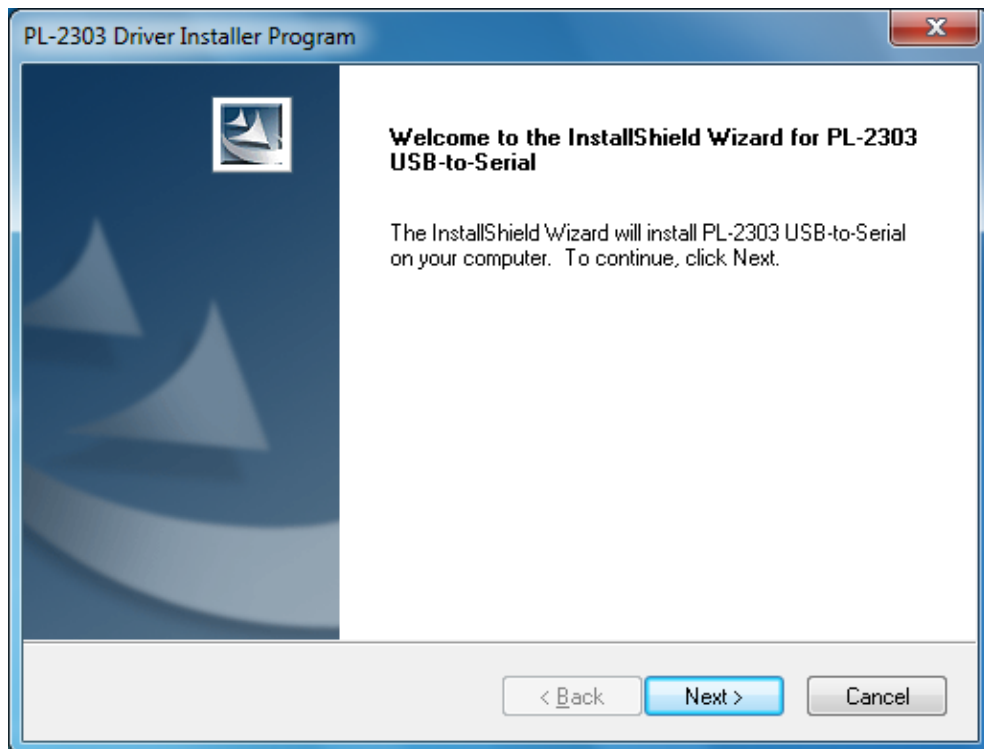 PL-2303 Driver Installer Program
Welcome to the InstallShield Wizard for PL-2303
USB-to-Serial
The InstallShield Wizard will install PL-2303 USB-to-Serial
on your computer.  To continue, click Next.
< Back
Next >
Cancel